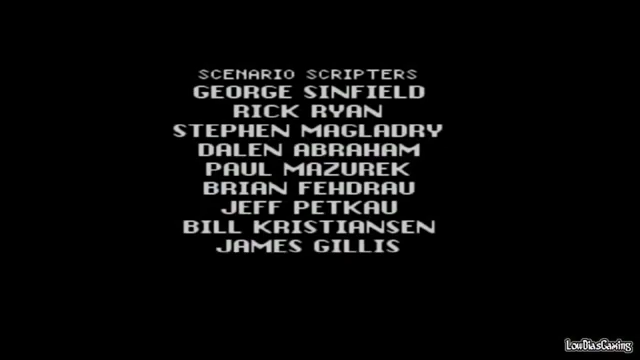 SCENARIO SCRIPTERS
GEORGE SINFIELD
RICK RYAN
STEPHEN MAGLADRY
DALEN ABRAHAM
PAUL MAZUREK
BRIAN FEHDRAU
JEFF PETKAU
BILL KRISTIANSEN
JAMES GILLIS
LowDiasGaming